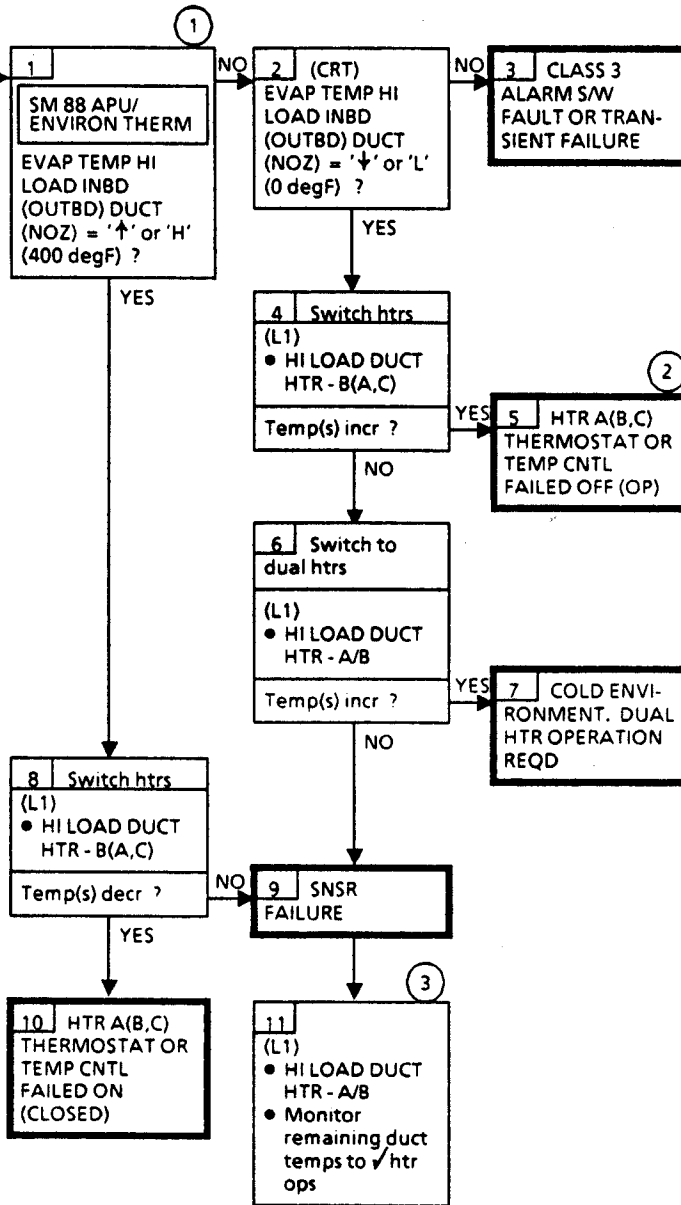 1
1
SM 88 APU/
ENVIRON THERM
EVAP TEMP HI
LOAD INBD
(OUTBD) DUCT
(NOZ) = '↑' or 'H'
(400 degF) ?
NO
YES
2 (CRT)
EVAP TEMP HI
LOAD INBD
(OUTBD) DUCT
(NOZ) = '↓' or 'L'
(0 degF) ?
NO
YES
3 CLASS 3
ALARM S/W
FAULT OR TRAN-
SIENT FAILURE
4 Switch htrs
(L1)
• HI LOAD DUCT
HTR - B(A,C)
Temp(s) incr ?
YES
NO
2
5 HTR A(B,C)
THERMOSTAT OR
TEMP CNTL
FAILED OFF (OP)
6 Switch to
dual htrs
(L1)
• HI LOAD DUCT
HTR - A/B
Temp(s) incr ?
YES
NO
7 COLD ENVI-
RONMENT. DUAL
HTR OPERATION
REQD
8 Switch htrs
(L1)
• HI LOAD DUCT
HTR - B(A,C)
Temp(s) decr ?
NO
YES
9 SNSR
FAILURE
10 HTR A(B,C)
THERMOSTAT OR
TEMP CNTL
FAILED ON
(CLOSED)
3
11
(L1)
• HI LOAD DUCT
HTR - A/B
• Monitor
remaining duct
temps to ✓ htr
ops